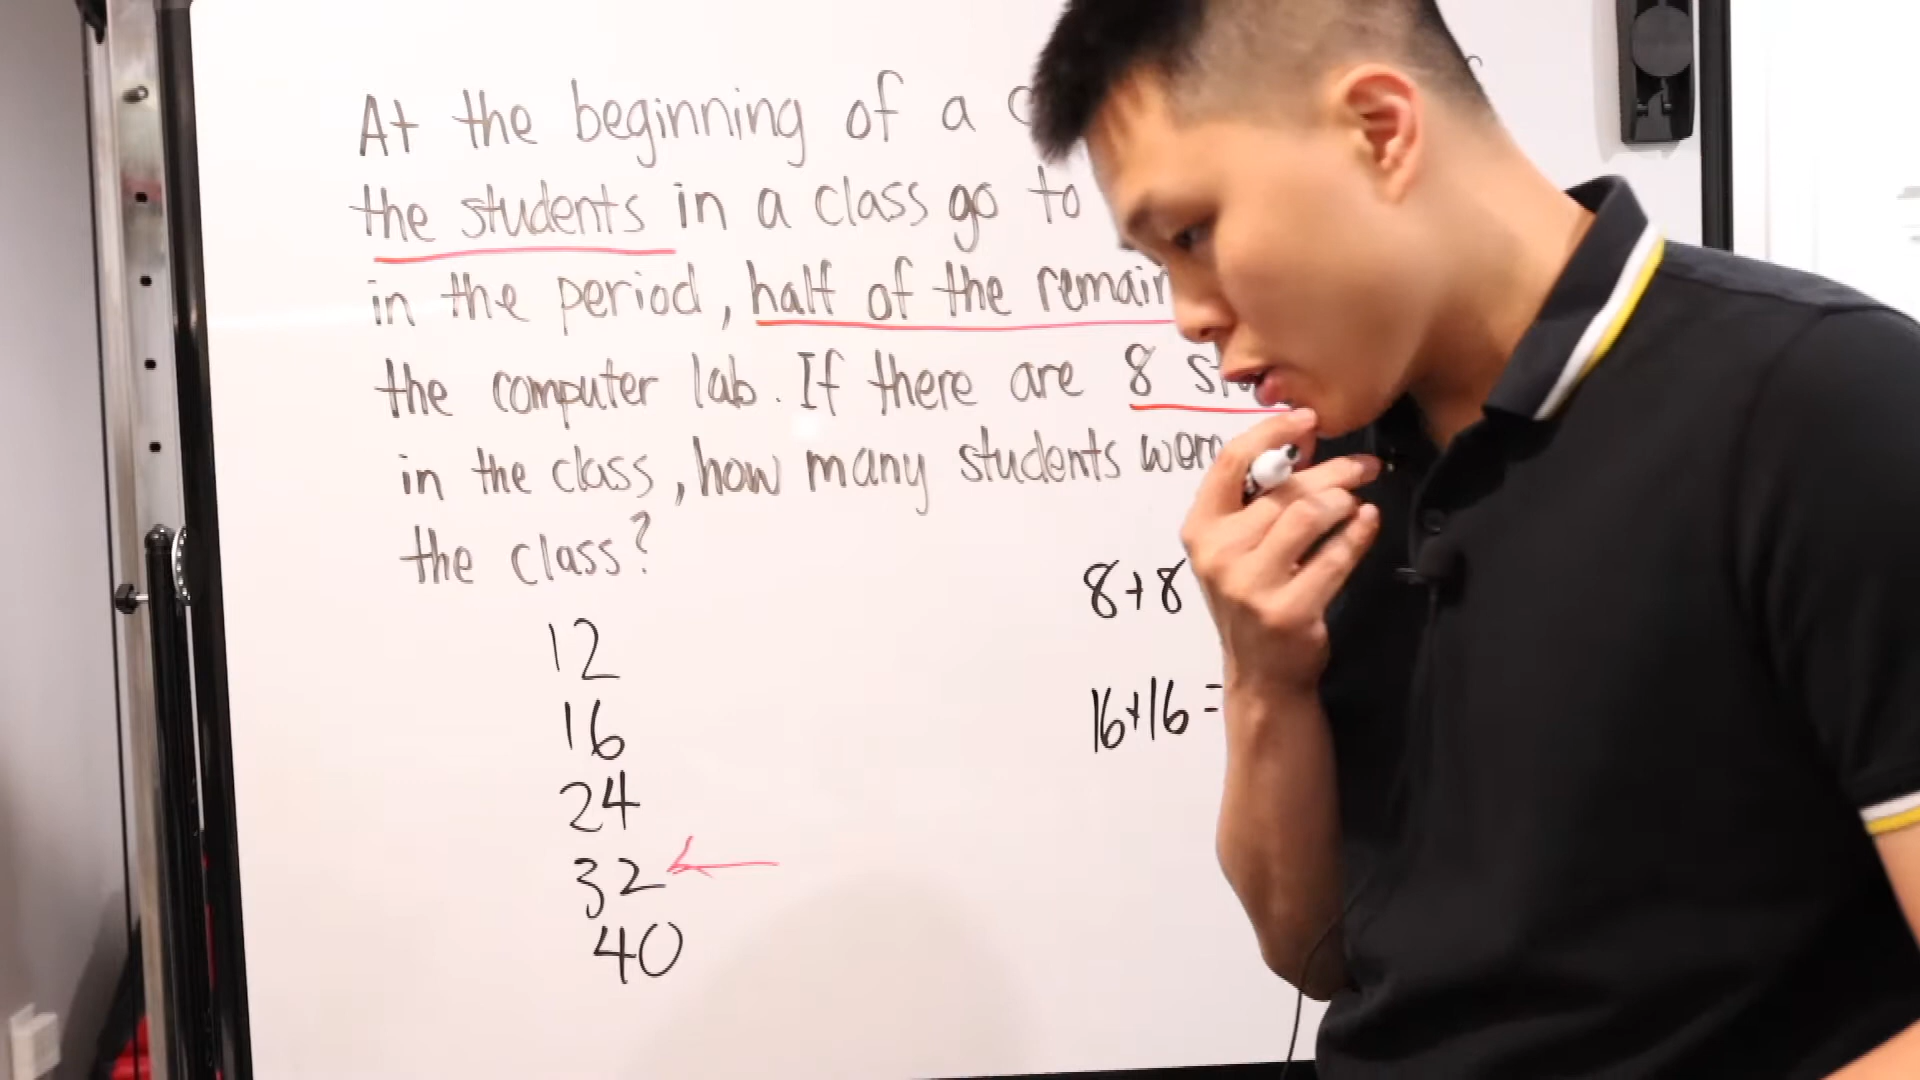 At the beginning of a
the students in a class go to
in the period, half of the
the computer lab. If there are 8
in the class, how many students
the class?
8+8
12
16+16 =
16
24
32
40